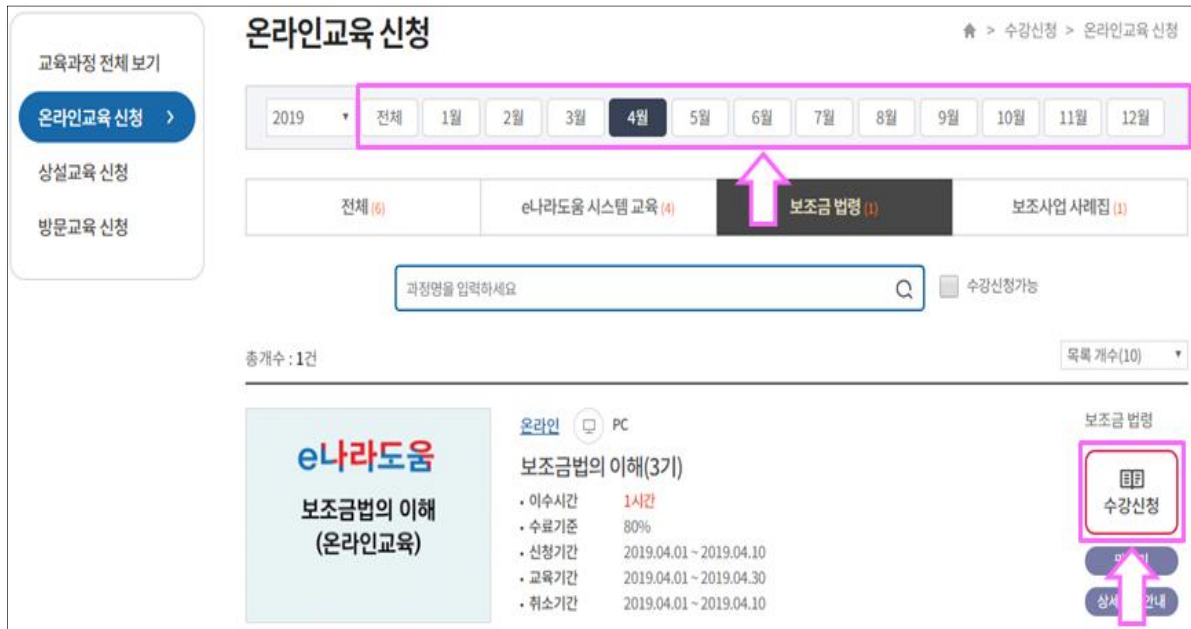 온라인교육 신청
> 수강신청 > 온라인교육 신청
교육과정 전체 보기
온라인교육 신청 >
상설교육 신청
방문교육 신청
2019 전체 1월 2월 3월 4월 5월 6월 7월 8월 9월 10월 11월 12월
전체 (6) e나라도움 시스템 교육 (4) 보조금 법령 (1) 보조사업 사례집 (1)
과정명을 입력하세요
수강신청가능
총개수 : 1건
목록 개수(10)
e나라도움
보조금법의 이해
(온라인교육)
온라인 PC
보조금법의 이해(3기)
• 이수시간 1시간
• 수료기준 80%
• 신청기간 2019.04.01 ~ 2019.04.10
• 교육기간 2019.04.01 ~ 2019.04.30
• 취소기간 2019.04.01 ~ 2019.04.10
보조금 법령
수강신청